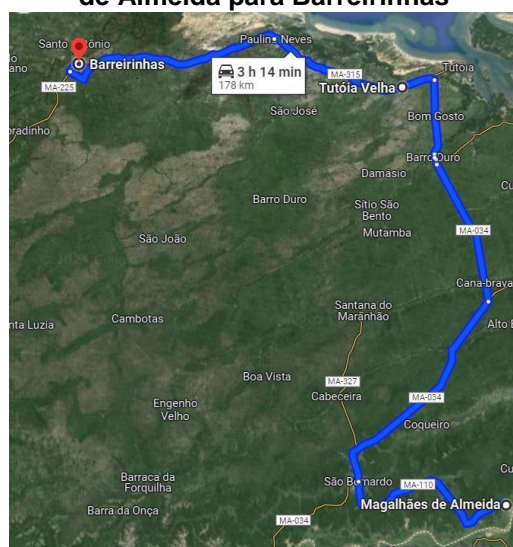 de Almeida para Barreirinhas
Paulino Neves
Barreirinhas
3 h 14 min
178 km
MA-315
Tutóia
Tutóia Velha
MA-225
São José
Bom Gosto
Barro Duro
Damásio
Barro Duro
Sítio São
Bento
Mutamba
MA-034
São João
Cana-brava
Santana do
Maranhão
Cambotas
Boa Vista
MA-327
Cabeceira
MA-034
Engenho
Velho
Coqueiro
Barraca da
Forquilha
São Bernardo
MA-110
Magalhães de Almeida
Barra da Onça
MA-034